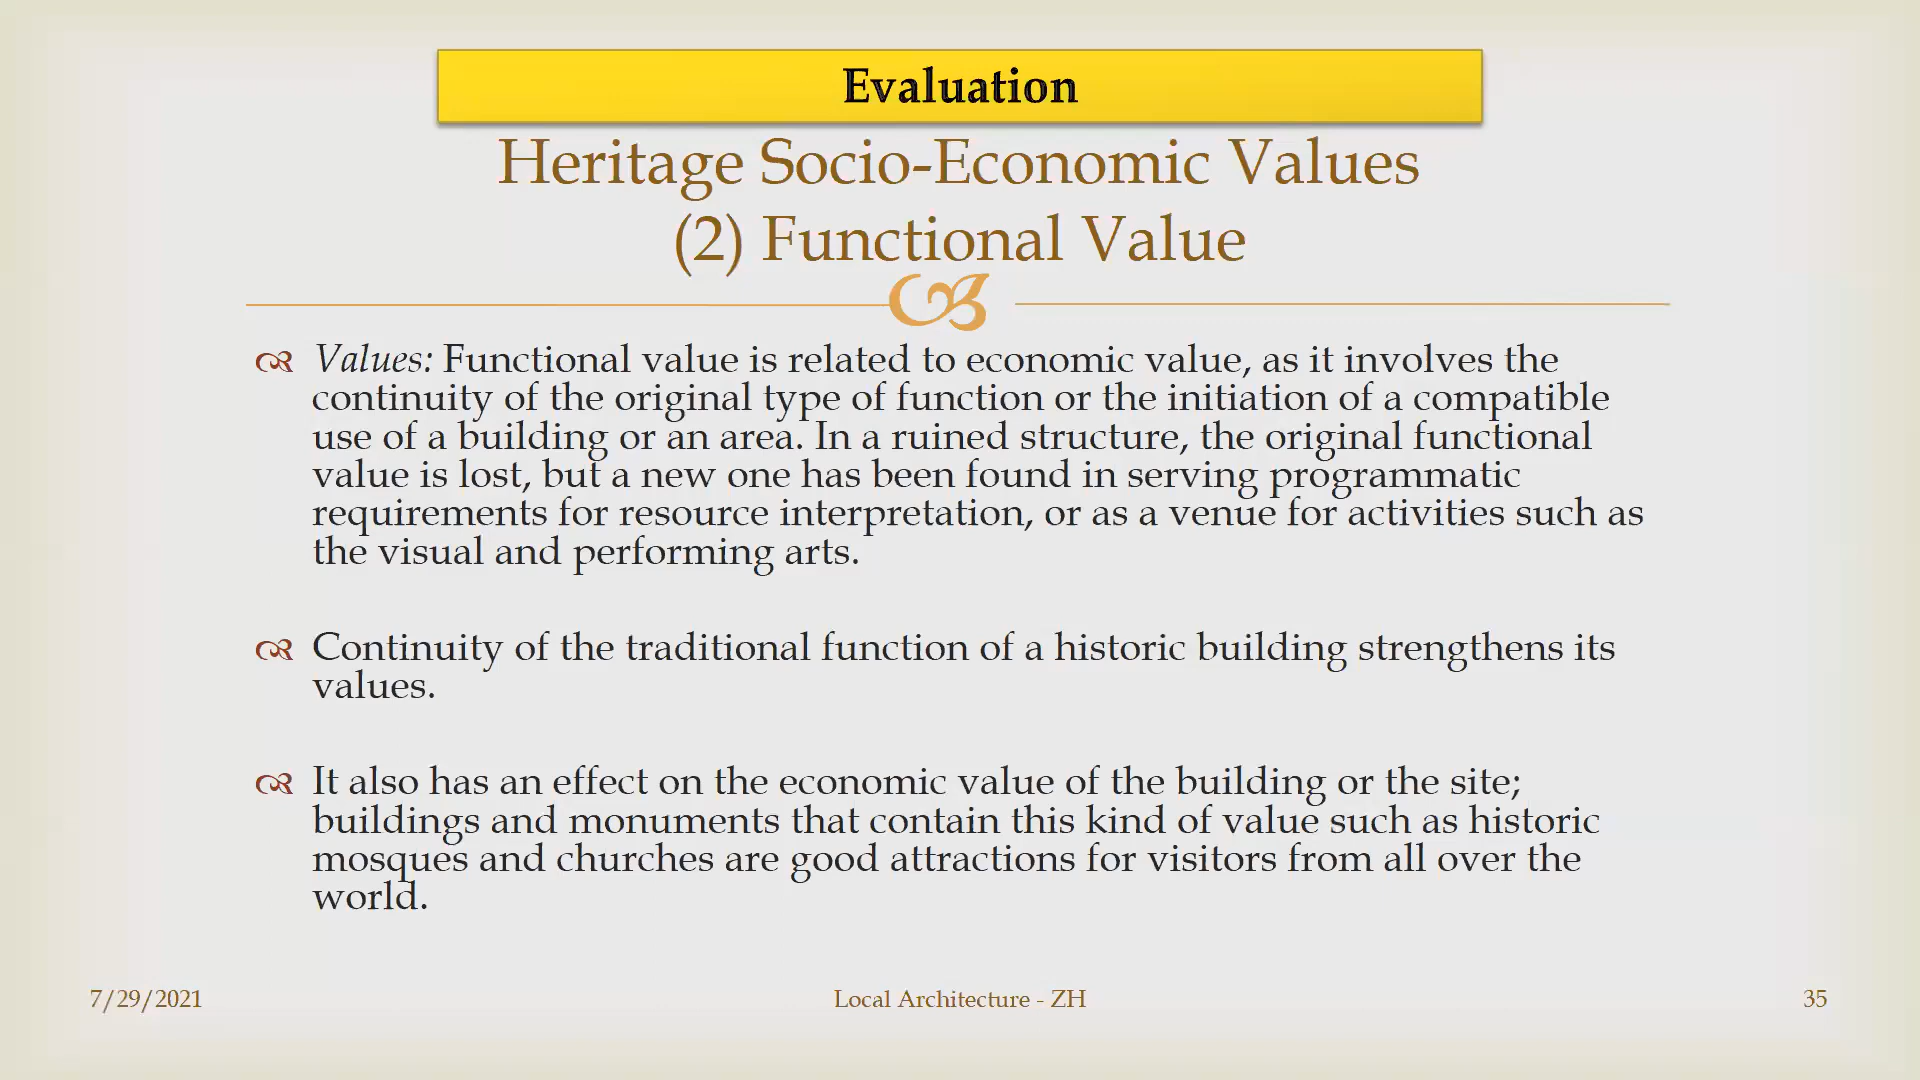 Evaluation
Heritage Socio-Economic Values
(2) Functional Value
Values: Functional value is related to economic value, as it involves the
continuity of the original type of function or the initiation of a compatible
use of a building or an area. In a ruined structure, the original functional
value is lost, but a new one has been found in serving programmatic
requirements for resource interpretation, or as a venue for activities such as
the visual and performing arts.
Continuity of the traditional function of a historic building strengthens its
values.
It also has an effect on the economic value of the building or the site;
buildings and monuments that contain this kind of value such as historic
mosques and churches are good attractions for visitors from all over the
world.
7/29/2021
Local Architecture - ZH
35